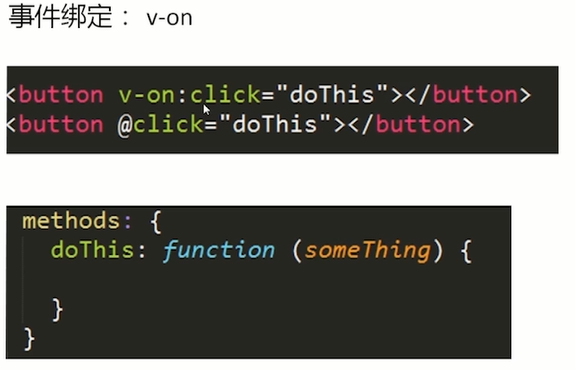 事件绑定： v-on
<button v-on:click="doThis"></button>
<button @click="doThis"></button>
methods: {
doThis: function (someThing) {
}
}